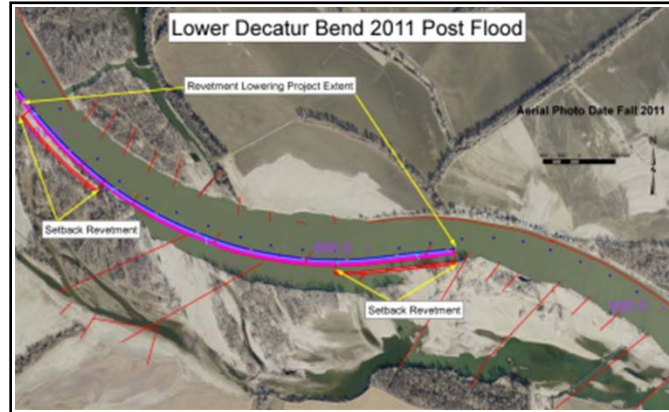 Lower Decatur Bend 2011 Post Flood
Revetment Lowering Project Extent
Aerial Photo Date Fall 2011
N
Setback Revetment
Setback Revetment